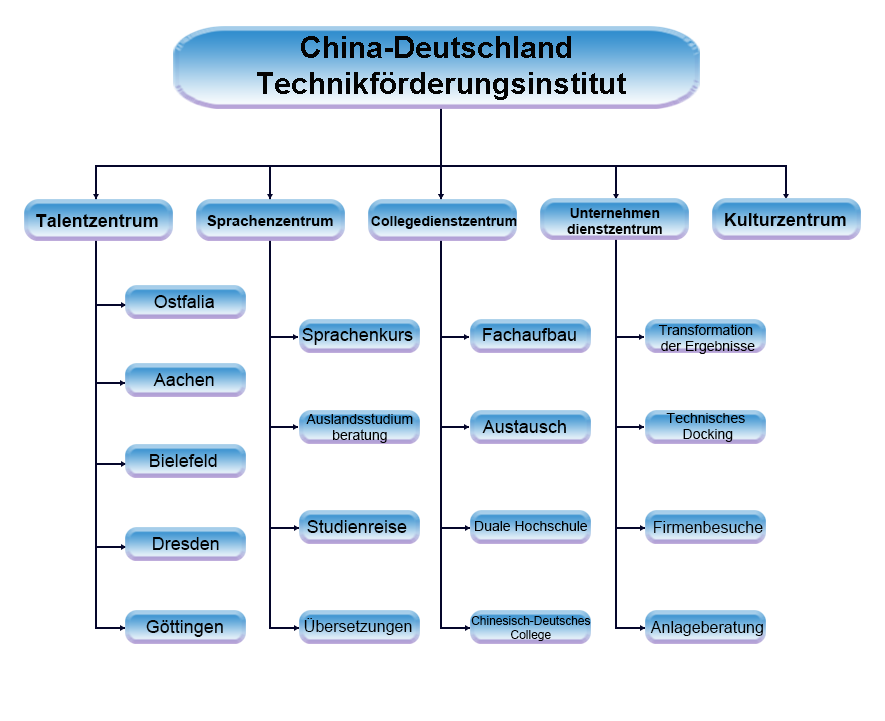 China-Deutschland
Technikförderungsinstitut
Talentzentrum
Sprachenzentrum
Collegedienstzentrum
Unternehmen
dienstzentrum
Kulturzentrum
Ostfalia
Aachen
Bielefeld
Dresden
Göttingen
Sprachenkurs
Auslandsstudium
beratung
Studienreise
Übersetzungen
Fachaufbau
Austausch
Duale Hochschule
Chinesisch-Deutsches
College
Transformation
der Ergebnisse
Technisches
Docking
Firmenbesuche
Anlageberatung